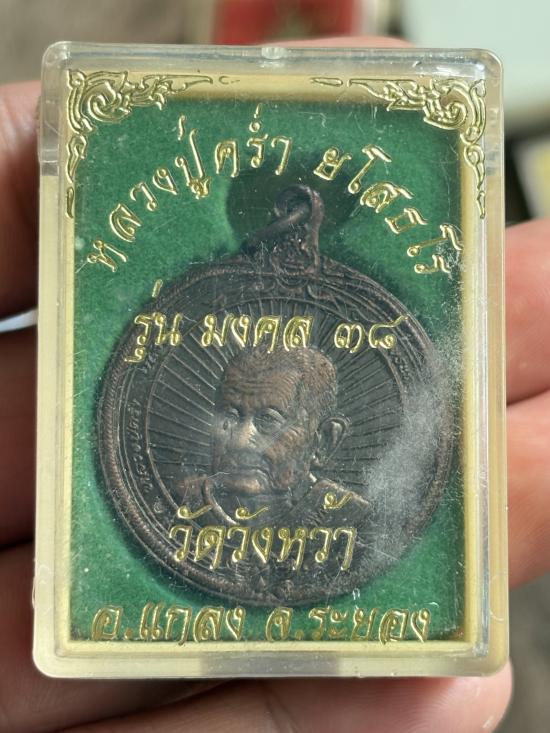 หลวงปู่คร่ำ ยโสธโร
รุ่น มงคล ๓๘
วัดวังหว้า
อ.แกลง จ.ระยอง